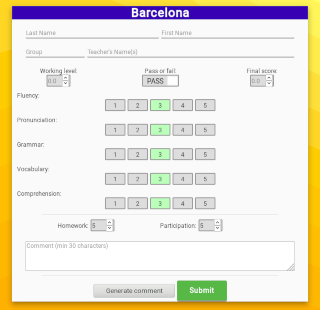 Barcelona
Last Name First Name
Group Teacher's Name(s)
Working level: Pass or fail: Final score:
0.0 PASS 0.0
Fluency:
1 2 3 4 5
Pronunciation:
1 2 3 4 5
Grammar:
1 2 3 4 5
Vocabulary:
1 2 3 4 5
Comprehension:
1 2 3 4 5
Homework: 5 Participation: 5
Comment (min 30 characters)
Generate comment Submit